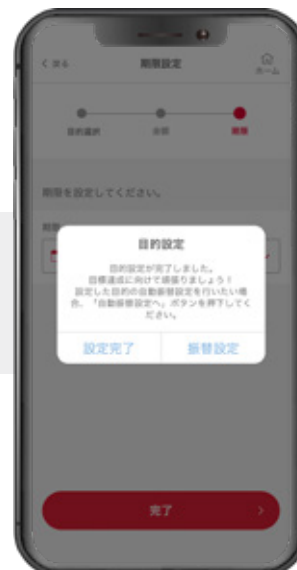 戻る
期限設定
ホーム
目的選択
金額
期限
期限を設定してください。
期限
目的設定
目的設定が完了しました。
目標達成に向けて頑張りましょう！
設定した目的の自動振替設定を行いたい場
合、「自動振替設定へ」ボタンを押下してく
ださい。
設定完了
振替設定
完了